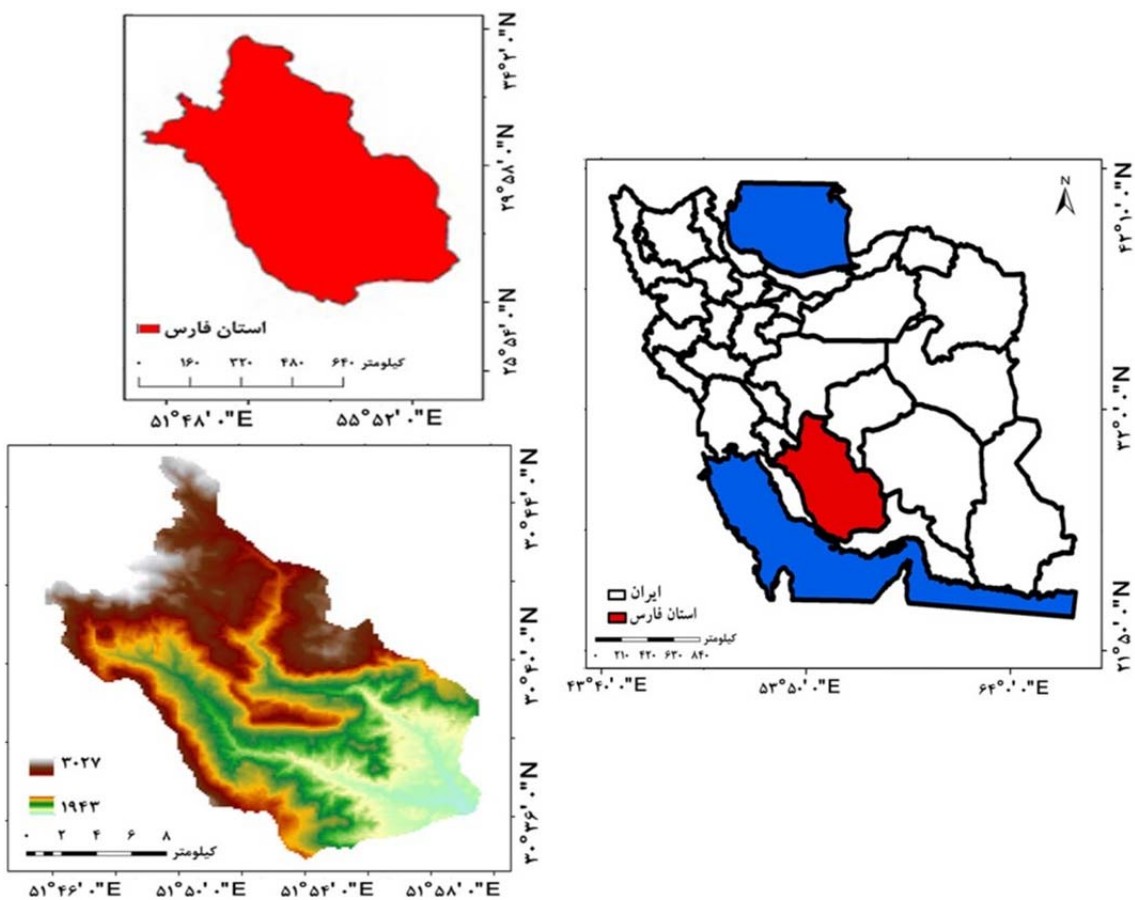 ۳۴°۲'۰"N
۲۹°۵۸'۰"N
۲۵°۵۴'۰"N
استان فارس
۰ ۱۶۰ ۳۲۰ ۴۸۰ ۶۴۰ کیلومتر
۵۱°۴۸'۰"E ۵۵°۵۲'۰"E
N
۴۲°۱۰'۰"N
۳۲°۰'۰"N
۲۱°۵۰'۰"N
ایران
استان فارس
کیلومتر
۰ ۲۱۰ ۴۲۰ ۶۳۰ ۸۴۰
۴۳°۴۰'۰"E ۵۳°۵۰'۰"E ۶۴°۰'۰"E
۳۰°۴۴'۰"N
۳۰°۴۰'۰"N
۳۰°۳۶'۰"N
۳۰۲۷
۱۹۴۳
۰ ۲ ۴ ۶ ۸
کیلومتر
۵۱°۴۶'۰"E ۵۱°۵۰'۰"E ۵۱°۵۴'۰"E ۵۱°۵۸'۰"E